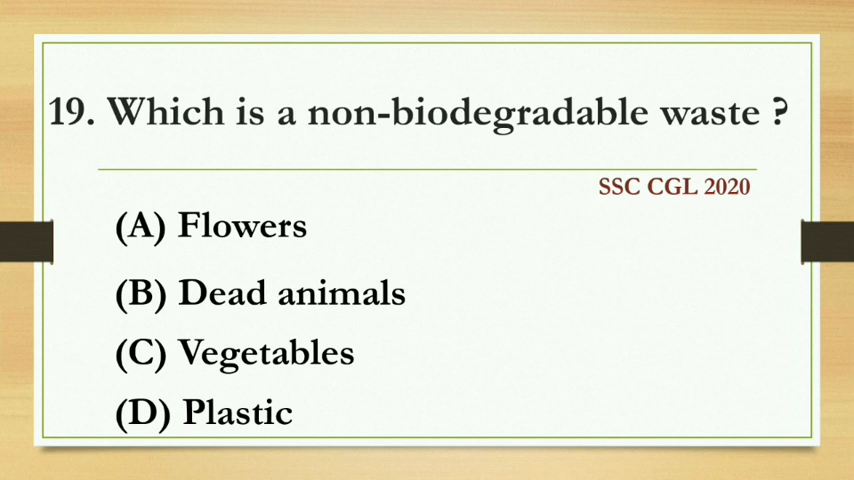 19. Which is a non-biodegradable waste ?
SSC CGL 2020
(A) Flowers
(B) Dead animals
(C) Vegetables
(D) Plastic